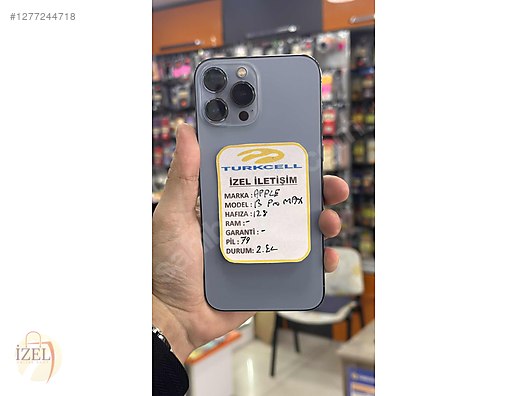 #1277244718
TURKCELL
İZEL İLETİŞİM
MARKA : APPLE
MODEL : 13 Pro MAX
HAFIZA : 128
RAM : -
GARANTİ : -
PİL : 79
DURUM: 2. EL
İZEL